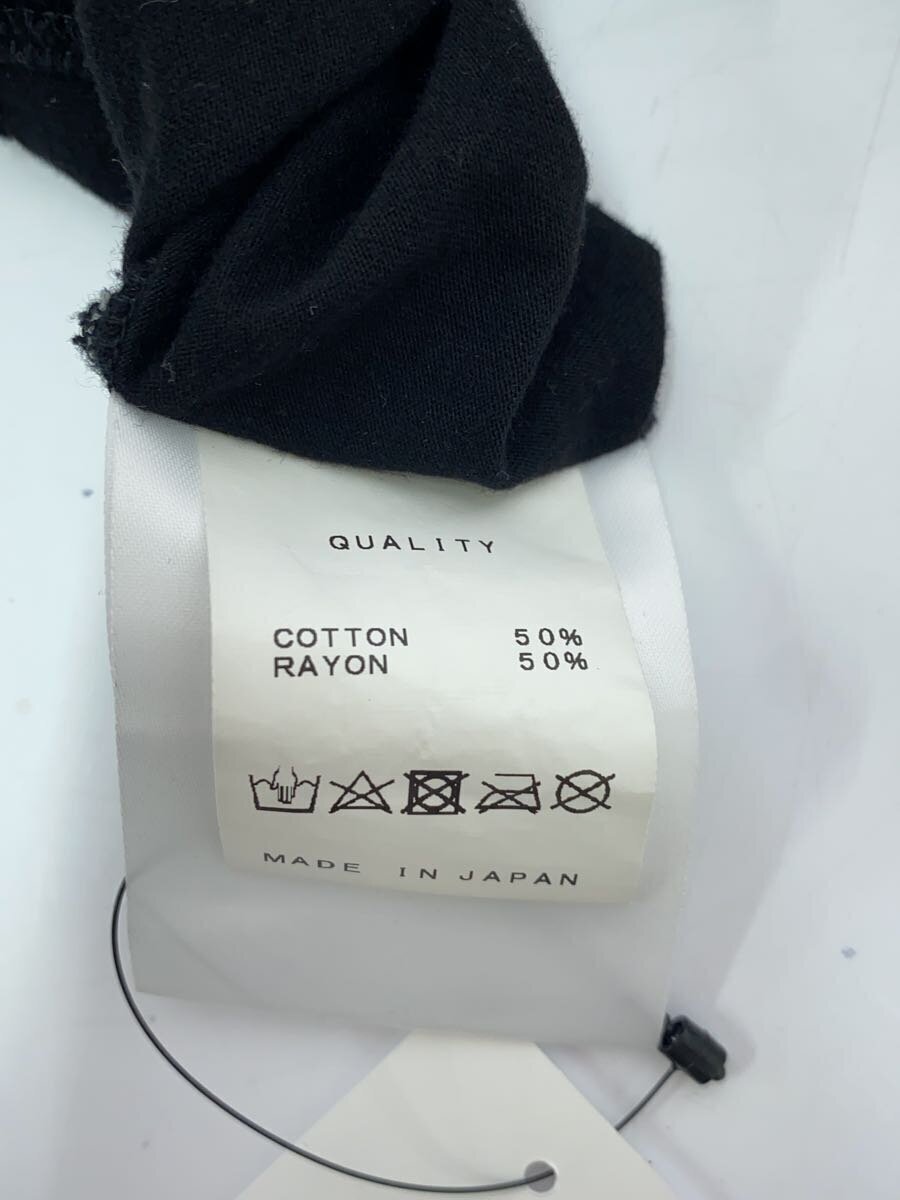 QUALITY
COTTON 50%
RAYON 50%
MADE IN JAPAN